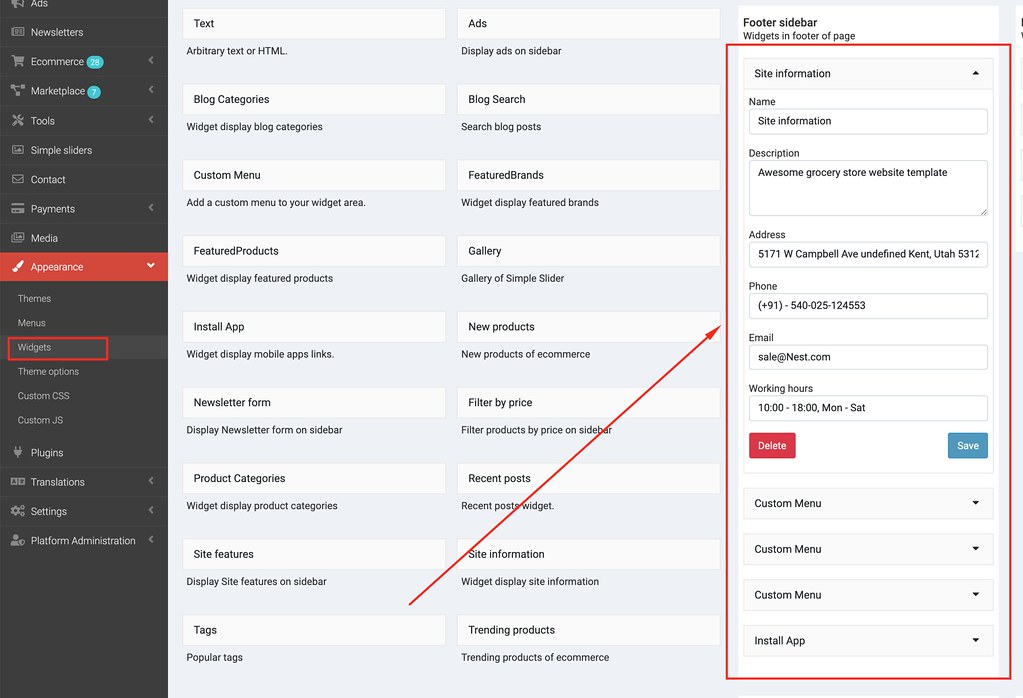 Ads
Newsletters
Ecommerce 28
Marketplace 7
Tools
Simple sliders
Contact
Payments
Media
Appearance
Themes
Menus
Widgets
Theme options
Custom CSS
Custom JS
Plugins
Translations
Settings
Platform Administration
Text
Arbitrary text or HTML.
Ads
Display ads on sidebar
Blog Categories
Widget display blog categories
Blog Search
Search blog posts
Custom Menu
Add a custom menu to your widget area.
FeaturedBrands
Widget display featured brands
FeaturedProducts
Widget display featured products
Gallery
Gallery of Simple Slider
Install App
Widget display mobile apps links.
New products
New products of ecommerce
Newsletter form
Display Newsletter form on sidebar
Filter by price
Filter products by price on sidebar
Product Categories
Widget display product categories
Recent posts
Recent posts widget.
Site features
Display Site features on sidebar
Site information
Widget display site information
Tags
Popular tags
Trending products
Trending products of ecommerce
Footer sidebar
Widgets in footer of page
Site information
Name
Site information
Description
Awesome grocery store website template
Address
5171 W Campbell Ave undefined Kent, Utah 5312
Phone
(+91) - 540-025-124553
Email
sale@Nest.com
Working hours
10:00 - 18:00, Mon - Sat
Delete
Save
Custom Menu
Custom Menu
Custom Menu
Install App